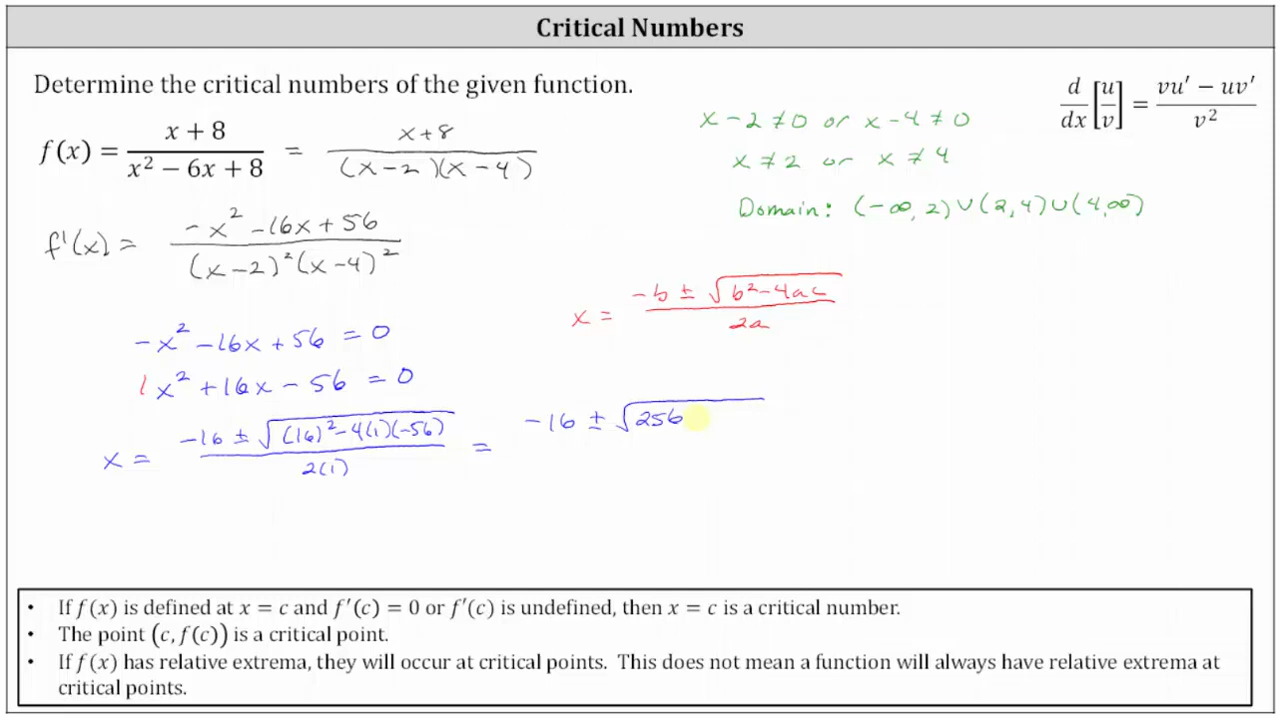 Critical Numbers
Determine the critical numbers of the given function.
d/dx [u/v] = (vu′ − uv′)/v²
f(x) = (x + 8)/(x² − 6x + 8) = (x+8)/((x−2)(x−4))
x−2≠0 or x−4≠0
x≠2 or x≠4
Domain: (−∞,2)∪(2,4)∪(4,∞)
f'(x) = (−x²−16x+56)/((x−2)²(x−4)²)
x = (−b ± √(b²−4ac))/(2a)
−x²−16x+56=0
1x²+16x−56=0
x = (−16 ± √((16)²−4(1)(−56)))/(2(1)) = −16 ± √256
• If f(x) is defined at x = c and f′(c) = 0 or f′(c) is undefined, then x = c is a critical number.
• The point (c, f(c)) is a critical point.
• If f(x) has relative extrema, they will occur at critical points. This does not mean a function will always have relative extrema at
critical points.